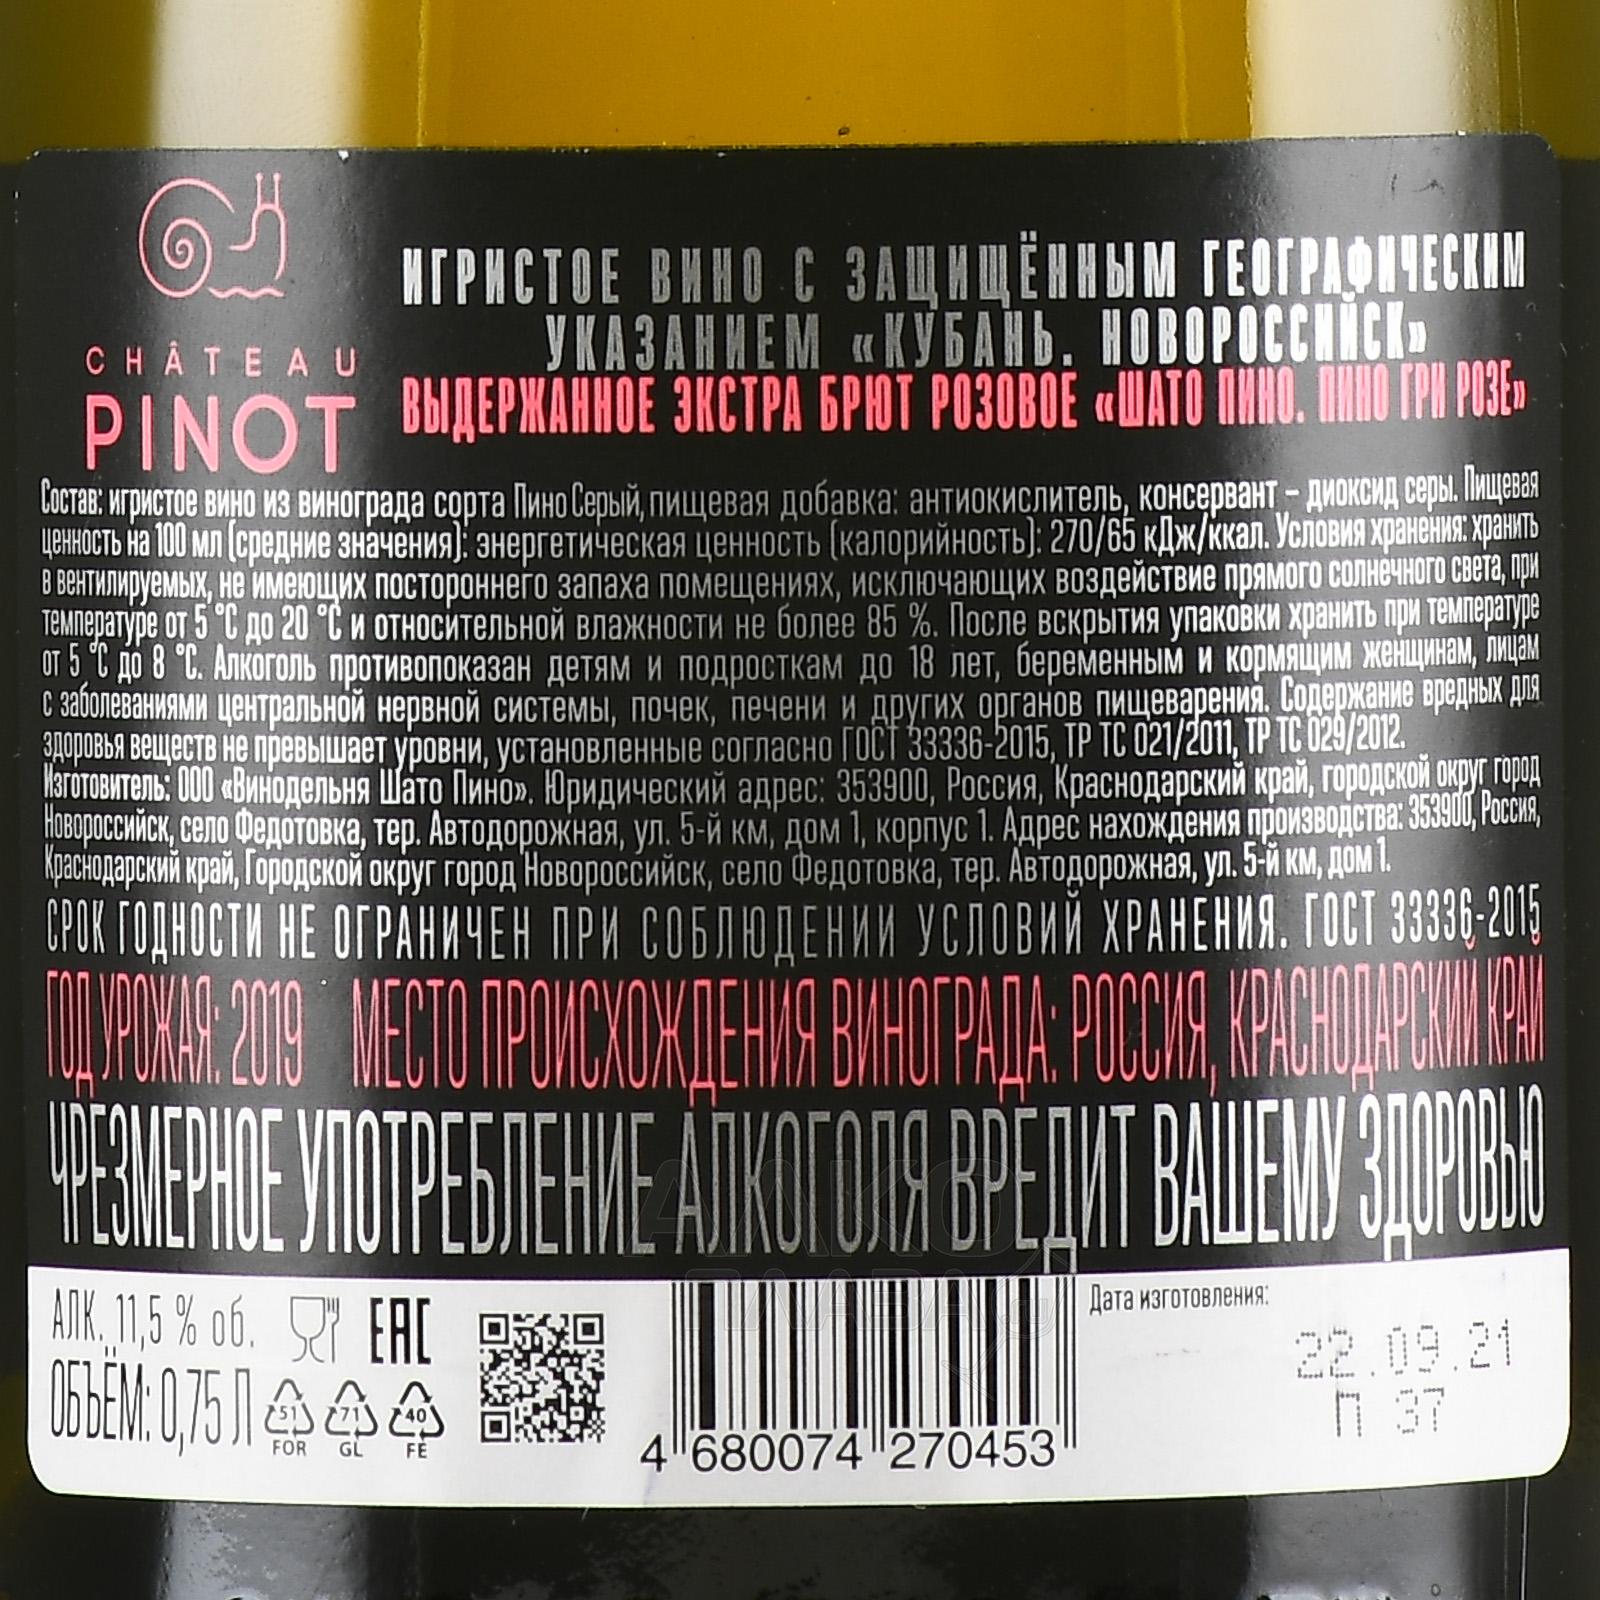 CHÂTEAU
PINOT
ИГРИСТОЕ ВИНО С ЗАЩИЩЁННЫМ ГЕОГРАФИЧЕСКИМ
УКАЗАНИЕМ «КУБАНЬ. НОВОРОССИЙСК»
ВЫДЕРЖАННОЕ ЭКСТРА БРЮТ РОЗОВОЕ «ШАТО ПИНО. ПИНО ГРИ РОЗЕ»
Состав: игристое вино из винограда сорта Пино Серый, пищевая добавка: антиокислитель, консервант – диоксид серы. Пищевая
ценность на 100 мл (средние значения): энергетическая ценность (калорийность): 270/65 кДж/ккал. Условия хранения: хранить
в вентилируемых, не имеющих постороннего запаха помещениях, исключающих воздействие прямого солнечного света, при
температуре от 5 °C до 20 °C и относительной влажности не более 85 %. После вскрытия упаковки хранить при температуре
от 5 °C до 8 °C. Алкоголь противопоказан детям и подросткам до 18 лет, беременным и кормящим женщинам, лицам
с заболеваниями центральной нервной системы, почек, печени и других органов пищеварения. Содержание вредных для
здоровья веществ не превышает уровни, установленные согласно ГОСТ 33336-2015, ТР ТС 021/2011, ТР ТС 029/2012.
Изготовитель: ООО «Винодельня Шато Пино». Юридический адрес: 353900, Россия, Краснодарский край, городской округ город
Новороссийск, село Федотовка, тер. Автодорожная, ул. 5-й км, дом 1, корпус 1. Адрес нахождения производства: 353900, Россия,
Краснодарский край, Городской округ город Новороссийск, село Федотовка, тер. Автодорожная, ул. 5-й км, дом 1.
СРОК ГОДНОСТИ НЕ ОГРАНИЧЕН ПРИ СОБЛЮДЕНИИ УСЛОВИЙ ХРАНЕНИЯ. ГОСТ 33336-2015
ГОД УРОЖАЯ: 2019 МЕСТО ПРОИСХОЖДЕНИЯ ВИНОГРАДА: РОССИЯ, КРАСНОДАРСКИЙ КРАЙ
ЧРЕЗМЕРНОЕ УПОТРЕБЛЕНИЕ АЛКОГОЛЯ ВРЕДИТ ВАШЕМУ ЗДОРОВЬЮ
АЛКО
ГЛАВА.су
АЛК. 11,5 % об.
EAC
ОБЪЁМ: 0,75 Л
51
FOR
71
GL
40
FE
4 680074 270453
Дата изготовления:
22.09.21
П 37